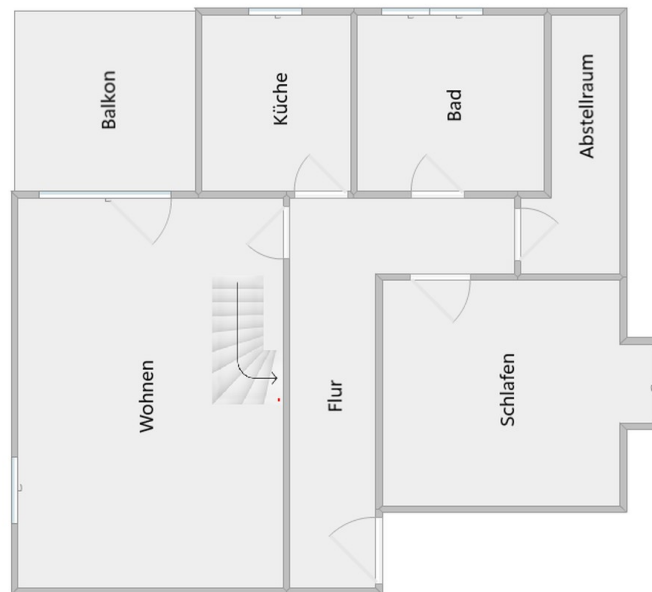 Balkon
Küche
Bad
Abstellraum
Wohnen
Flur
Schlafen